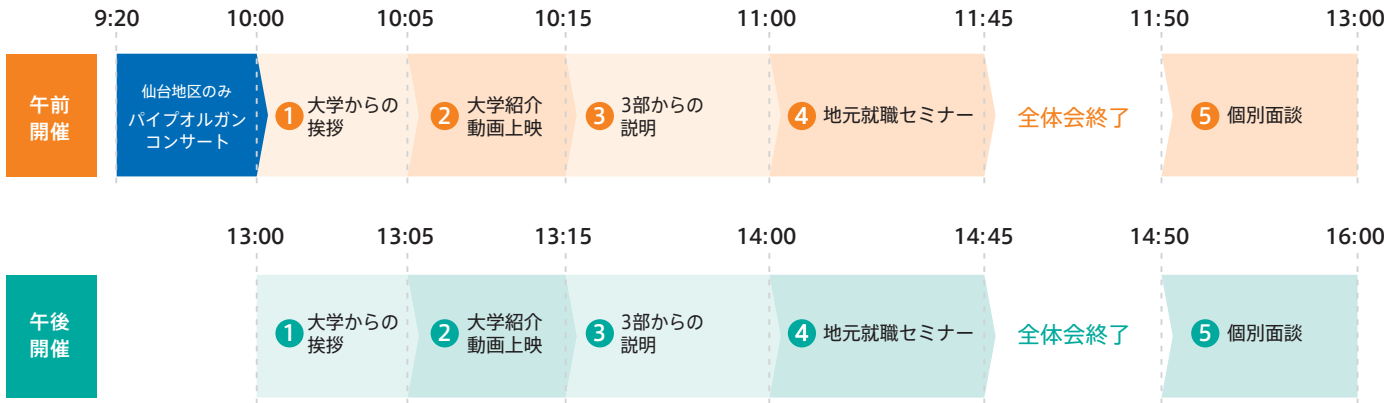 9:20 10:00 10:05 10:15 11:00 11:45 11:50 13:00
午前
開催
仙台地区のみ
パイプオルガン
コンサート
1 大学からの
挨拶
2 大学紹介
動画上映
3 3部からの
説明
4 地元就職セミナー
全体会終了
5 個別面談
13:00 13:05 13:15 14:00 14:45 14:50 16:00
午後
開催
1 大学からの
挨拶
2 大学紹介
動画上映
3 3部からの
説明
4 地元就職セミナー
全体会終了
5 個別面談